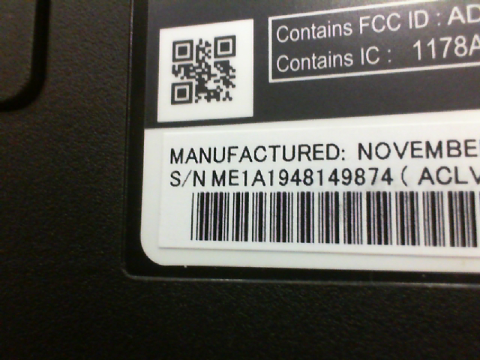 Contains FCC ID : AD
Contains IC : 1178A
MANUFACTURED: NOVEMBE
S/N ME1A1948149874 ( ACLV